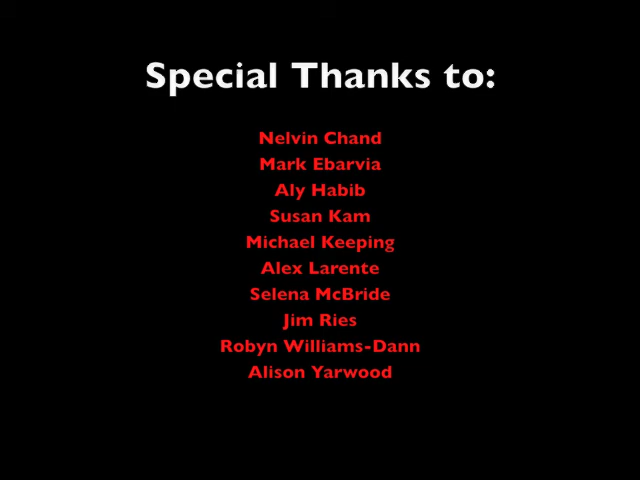 Special Thanks to:
Nelvin Chand
Mark Ebarvia
Aly Habib
Susan Kam
Michael Keeping
Alex Larente
Selena McBride
Jim Ries
Robyn Williams-Dann
Alison Yarwood